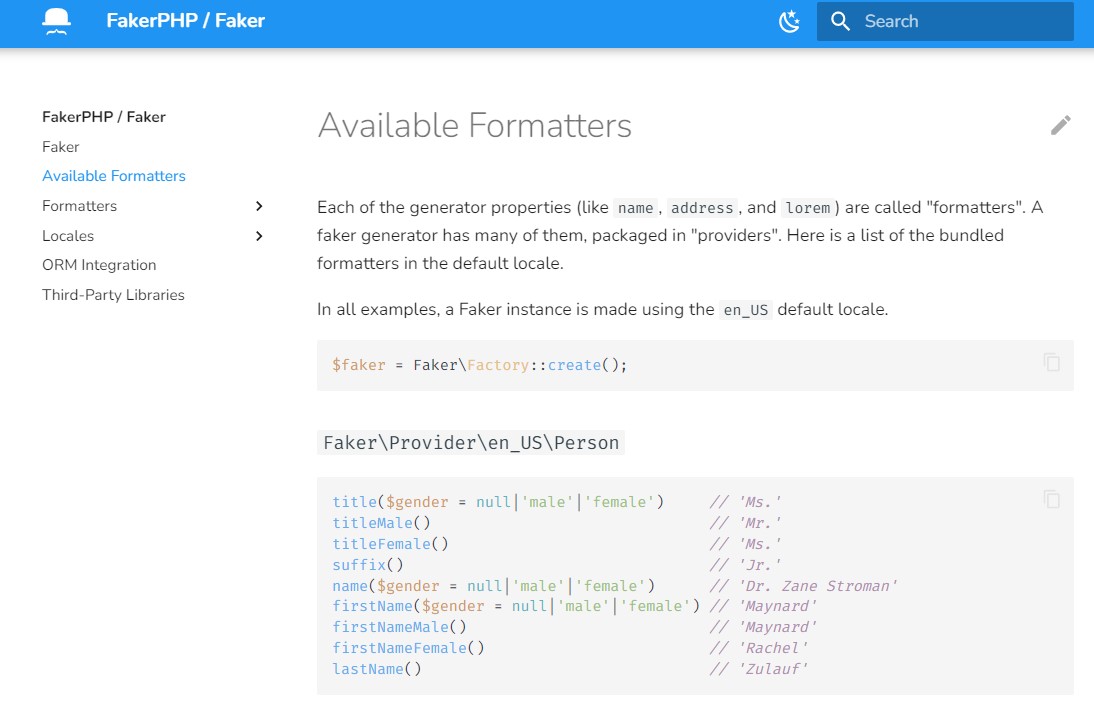 FakerPHP / Faker
Search
FakerPHP / Faker
Faker
Available Formatters
Formatters
Locales
ORM Integration
Third-Party Libraries
Available Formatters
Each of the generator properties (like name, address, and lorem) are called "formatters". A
faker generator has many of them, packaged in "providers". Here is a list of the bundled
formatters in the default locale.
In all examples, a Faker instance is made using the en_US default locale.
$faker = Faker\Factory::create();
Faker\Provider\en_US\Person
title($gender = null|'male'|'female')     // 'Ms.'
titleMale()                               // 'Mr.'
titleFemale()                             // 'Ms.'
suffix()                                  // 'Jr.'
name($gender = null|'male'|'female')      // 'Dr. Zane Stroman'
firstName($gender = null|'male'|'female') // 'Maynard'
firstNameMale()                           // 'Maynard'
firstNameFemale()                         // 'Rachel'
lastName()                                // 'Zulauf'